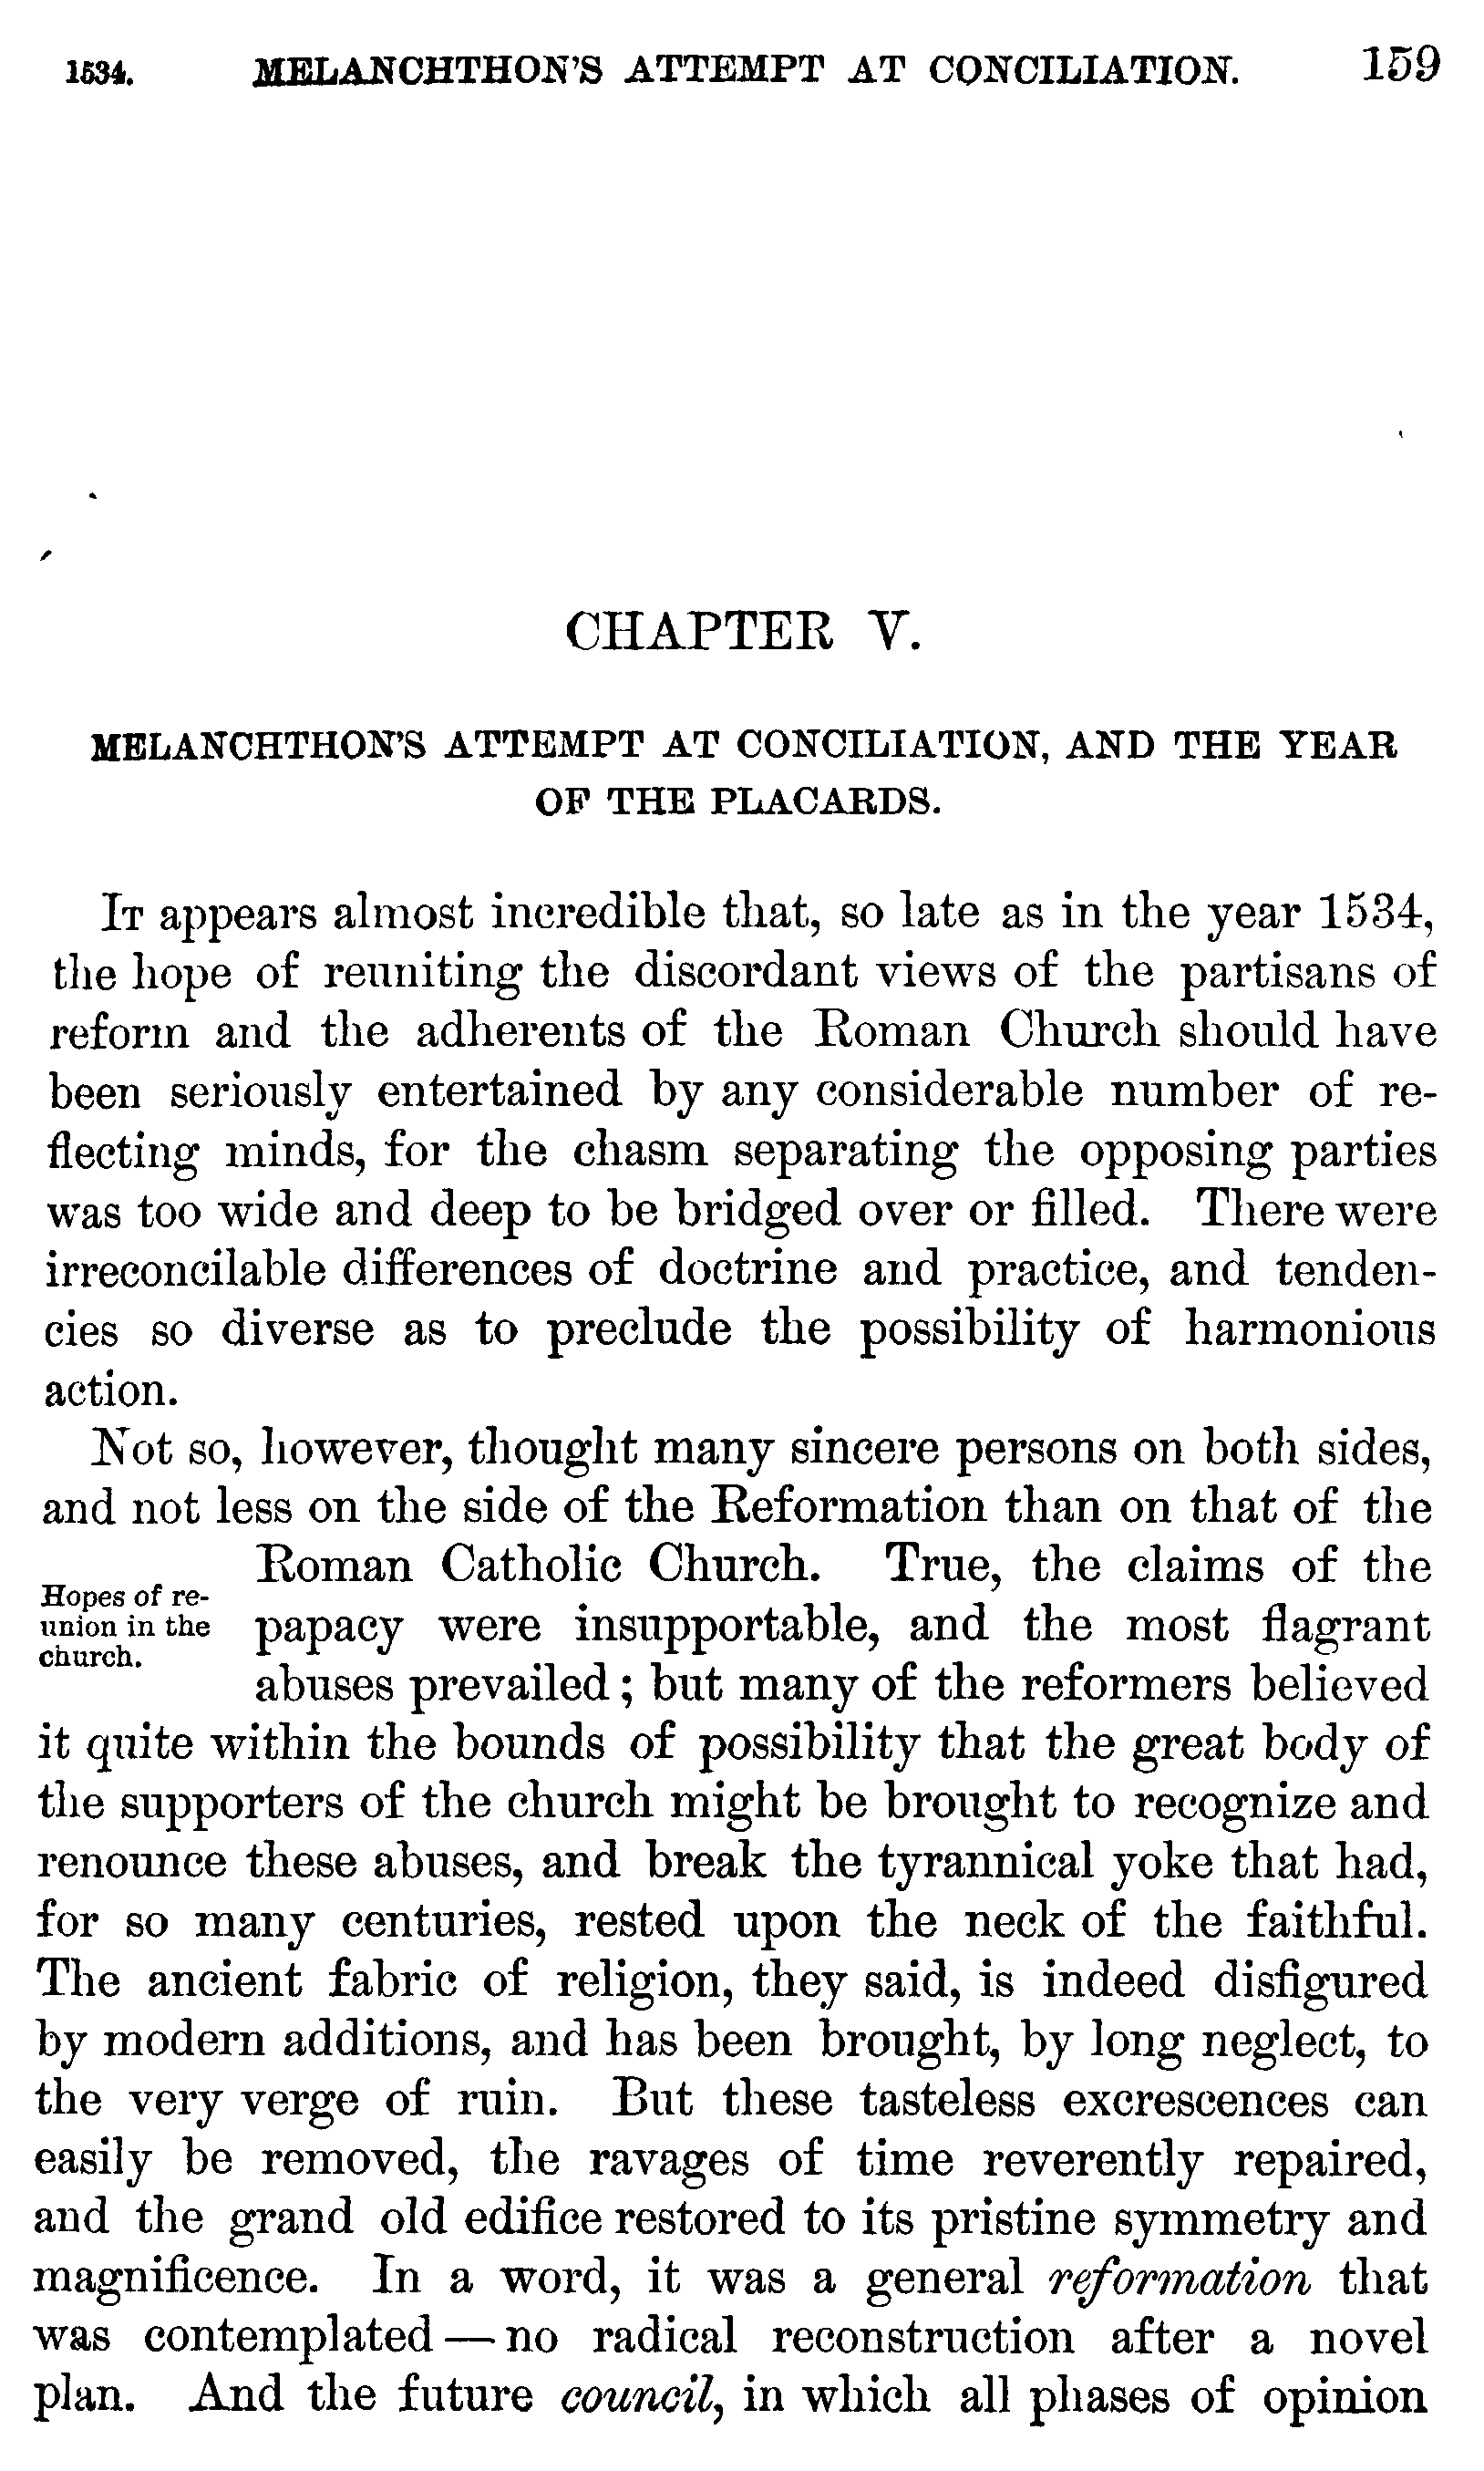 1534. MELANCHTHON'S ATTEMPT AT CONCILIATION. 159
CHAPTER V.
MELANCHTHON'S ATTEMPT AT CONCILIATION, AND THE YEAR
OF THE PLACARDS.
IT appears almost incredible that, so late as in the year 1534,
the hope of reuniting the discordant views of the partisans of
reform and the adherents of the Roman Church should have
been seriously entertained by any considerable number of re-
flecting minds, for the chasm separating the opposing parties
was too wide and deep to be bridged over or filled. There were
irreconcilable differences of doctrine and practice, and tenden-
cies so diverse as to preclude the possibility of harmonious
action.
Not so, however, thought many sincere persons on both sides,
and not less on the side of the Reformation than on that of the
Hopes of re-
union in the
church.
Roman Catholic Church. True, the claims of the
papacy were insupportable, and the most flagrant
abuses prevailed; but many of the reformers believed
it quite within the bounds of possibility that the great body of
the supporters of the church might be brought to recognize and
renounce these abuses, and break the tyrannical yoke that had,
for so many centuries, rested upon the neck of the faithful.
The ancient fabric of religion, they said, is indeed disfigured
by modern additions, and has been brought, by long neglect, to
the very verge of ruin. But these tasteless excrescences can
easily be removed, the ravages of time reverently repaired,
and the grand old edifice restored to its pristine symmetry and
magnificence. In a word, it was a general reformation that
was contemplated — no radical reconstruction after a novel
plan. And the future council, in which all phases of opinion